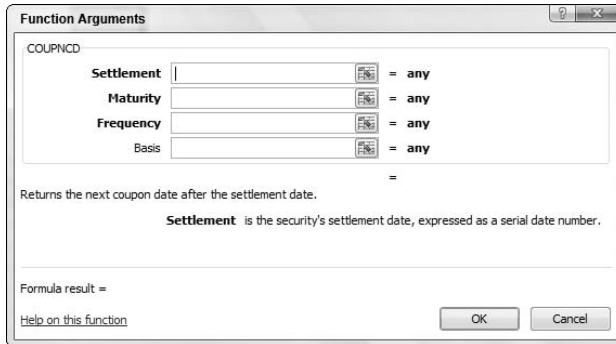 Function Arguments
COUPNCD
Settlement = any
Maturity = any
Frequency = any
Basis = any
=
Returns the next coupon date after the settlement date.
Settlement is the security's settlement date, expressed as a serial date number.
Formula result =
Help on this function
OK Cancel